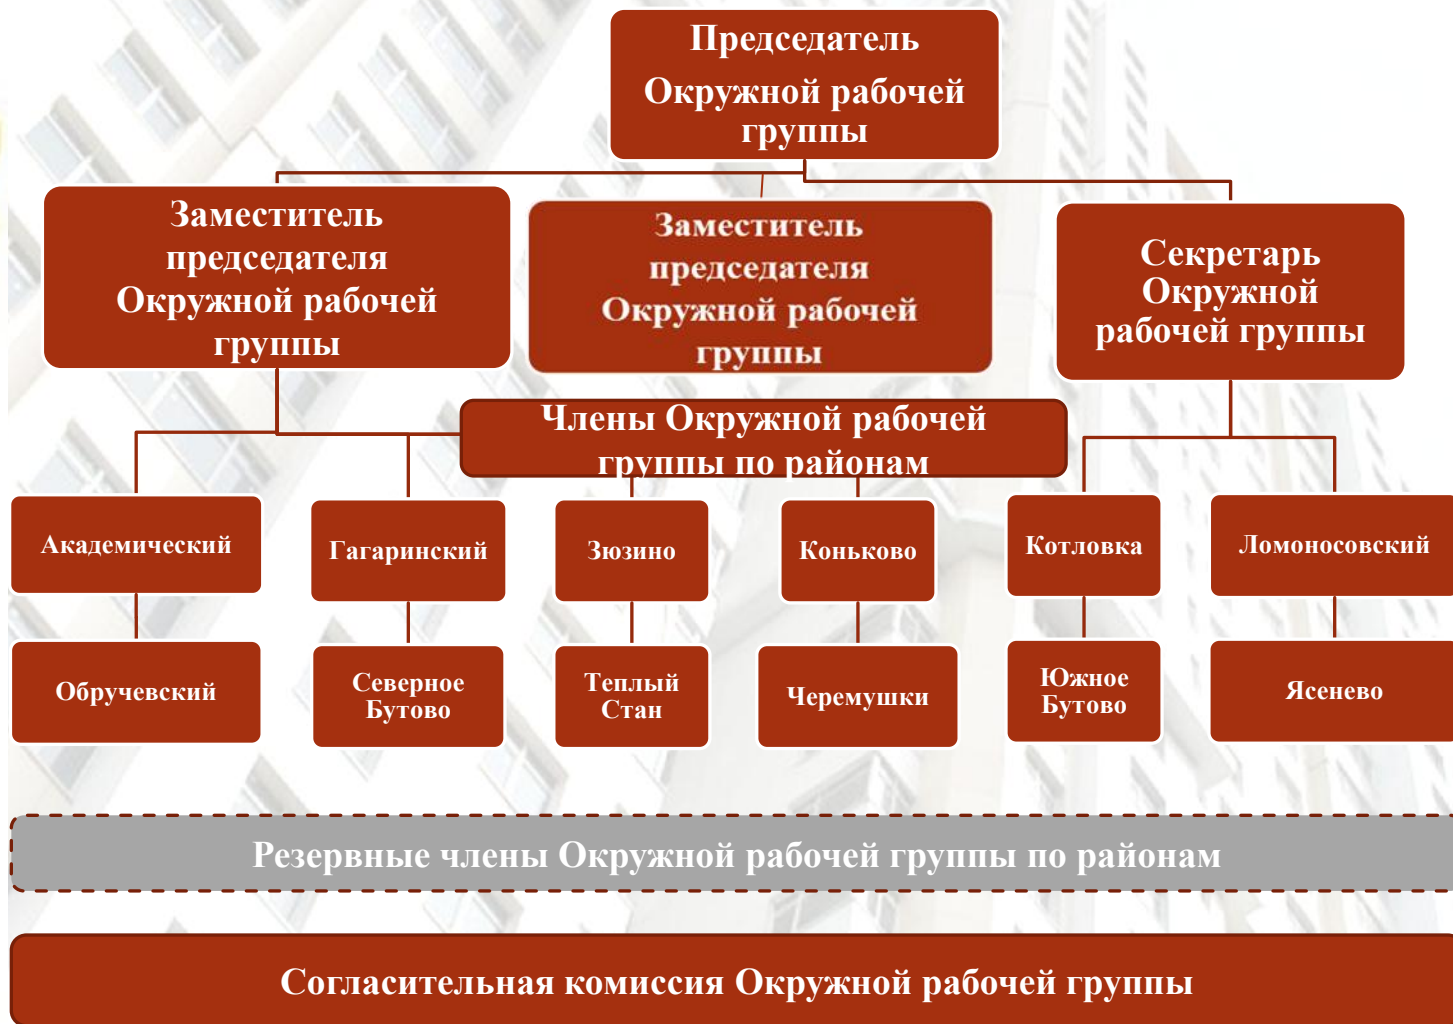 Председатель
Окружной рабочей
группы
Заместитель
председателя
Окружной рабочей
группы
Заместитель
председателя
Окружной рабочей
группы
Секретарь
Окружной
рабочей группы
Члены Окружной рабочей
группы по районам
Академический
Гагаринский
Зюзино
Коньково
Котловка
Ломоносовский
Обручевский
Северное
Бутово
Теплый
Стан
Черемушки
Южное
Бутово
Ясенево
Резервные члены Окружной рабочей группы по районам
Согласительная комиссия Окружной рабочей группы